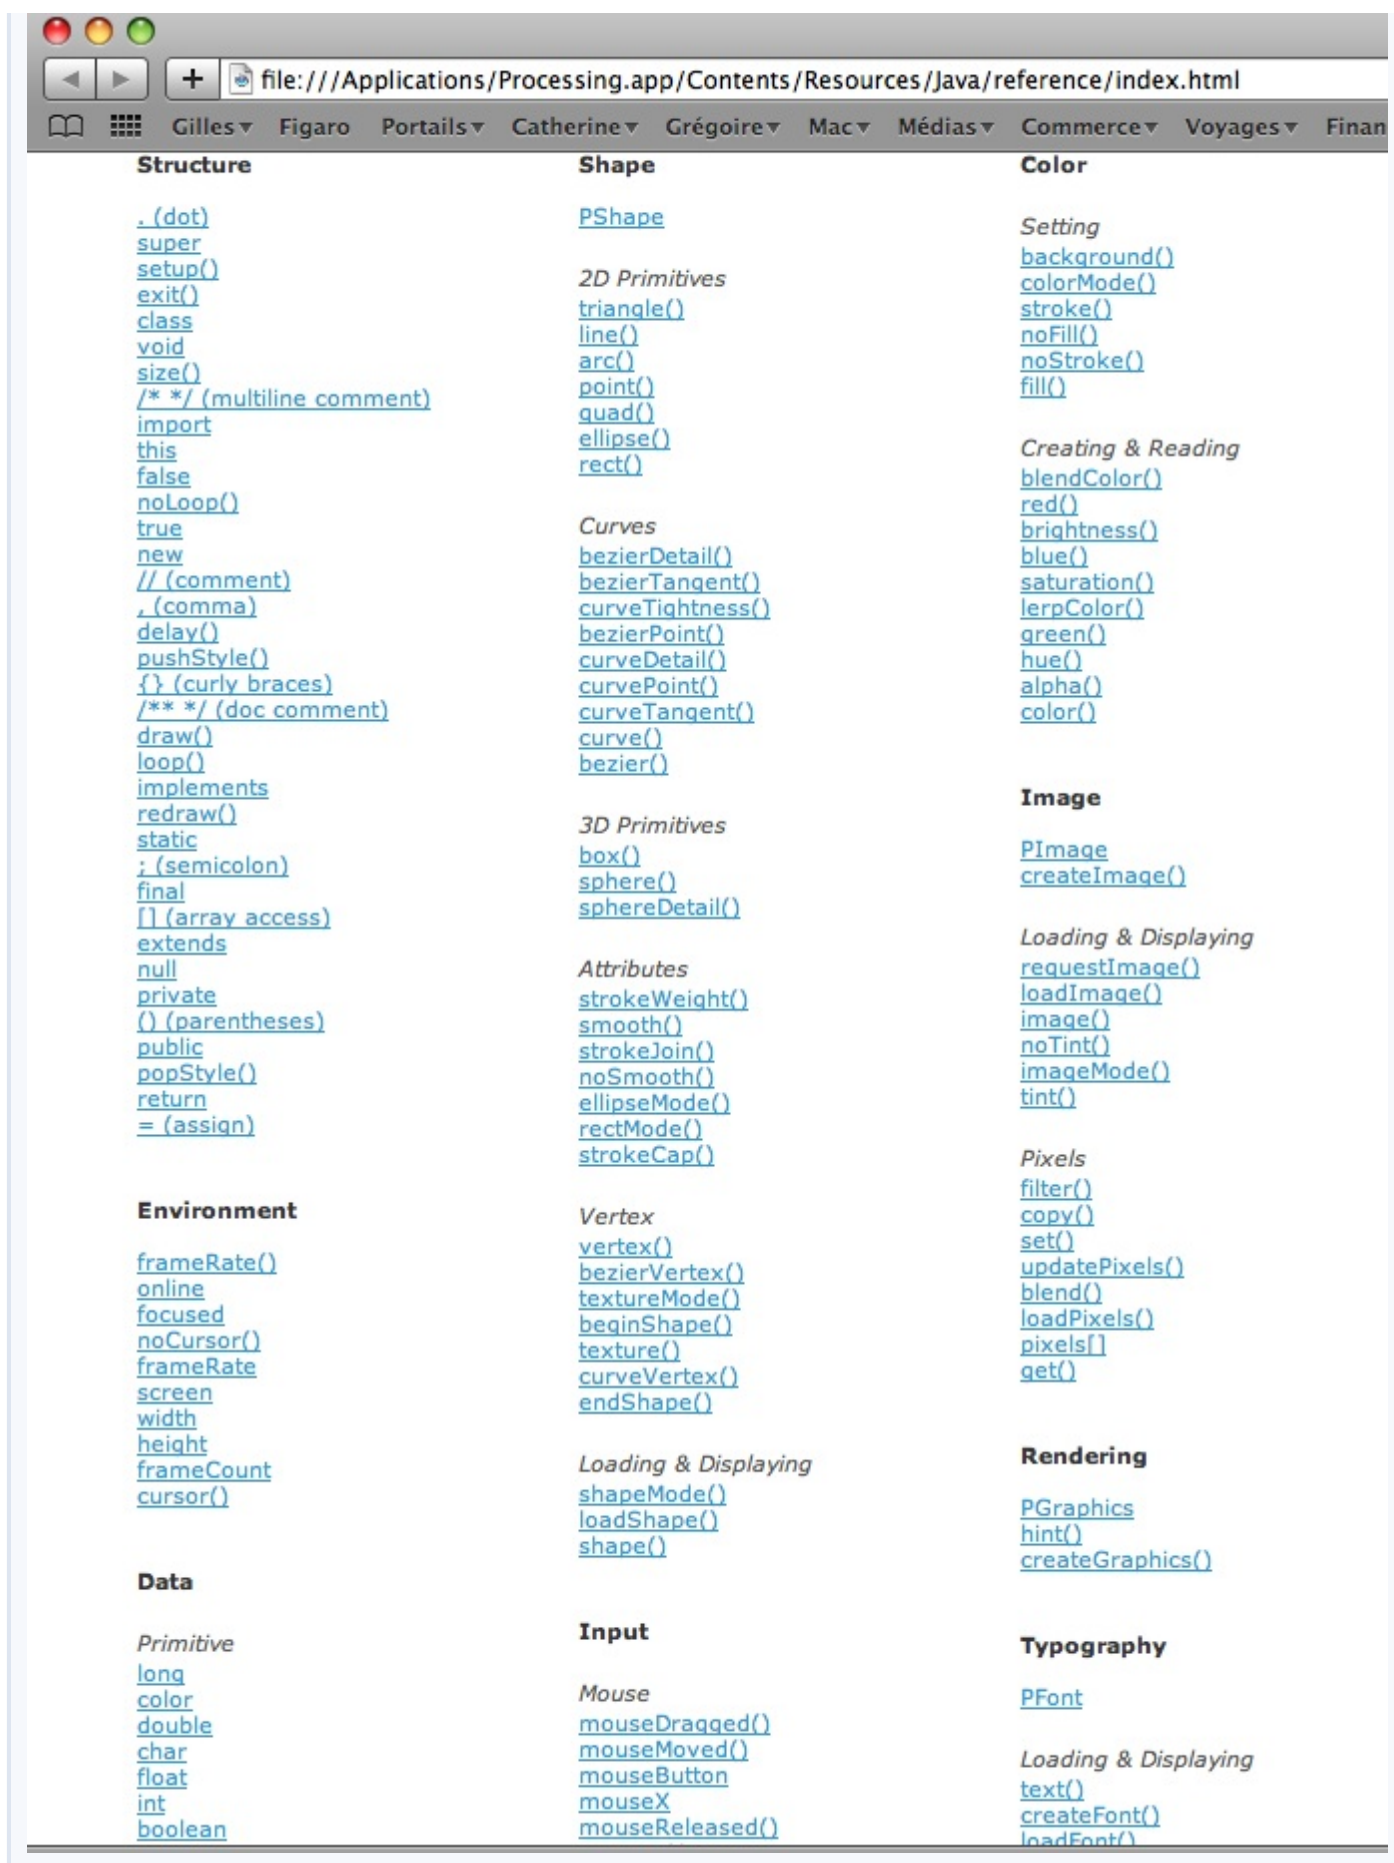 file:///Applications/Processing.app/Contents/Resources/Java/reference/index.html
Gilles Figaro Portails Catherine Grégoire Mac Médias Commerce Voyages Finan
Structure
. (dot)
super
setup()
exit()
class
void
size()
/* */ (multiline comment)
import
this
false
noLoop()
true
new
// (comment)
, (comma)
delay()
pushStyle()
{} (curly braces)
/** */ (doc comment)
draw()
loop()
implements
redraw()
static
; (semicolon)
final
[] (array access)
extends
null
private
() (parentheses)
public
popStyle()
return
= (assign)
Environment
frameRate()
online
focused
noCursor()
frameRate
screen
width
height
frameCount
cursor()
Data
Primitive
long
color
double
char
float
int
boolean
Shape
PShape
2D Primitives
triangle()
line()
arc()
point()
quad()
ellipse()
rect()
Curves
bezierDetail()
bezierTangent()
curveTightness()
bezierPoint()
curveDetail()
curvePoint()
curveTangent()
curve()
bezier()
3D Primitives
box()
sphere()
sphereDetail()
Attributes
strokeWeight()
smooth()
strokeJoin()
noSmooth()
ellipseMode()
rectMode()
strokeCap()
Vertex
vertex()
bezierVertex()
textureMode()
beginShape()
texture()
curveVertex()
endShape()
Loading & Displaying
shapeMode()
loadShape()
shape()
Input
Mouse
mouseDragged()
mouseMoved()
mouseButton
mouseX
mouseReleased()
Color
Setting
background()
colorMode()
stroke()
noFill()
noStroke()
fill()
Creating & Reading
blendColor()
red()
brightness()
blue()
saturation()
lerpColor()
green()
hue()
alpha()
color()
Image
PImage
createImage()
Loading & Displaying
requestImage()
loadImage()
image()
noTint()
imageMode()
tint()
Pixels
filter()
copy()
set()
updatePixels()
blend()
loadPixels()
pixels[]
get()
Rendering
PGraphics
hint()
createGraphics()
Typography
PFont
Loading & Displaying
text()
createFont()
loadFont()